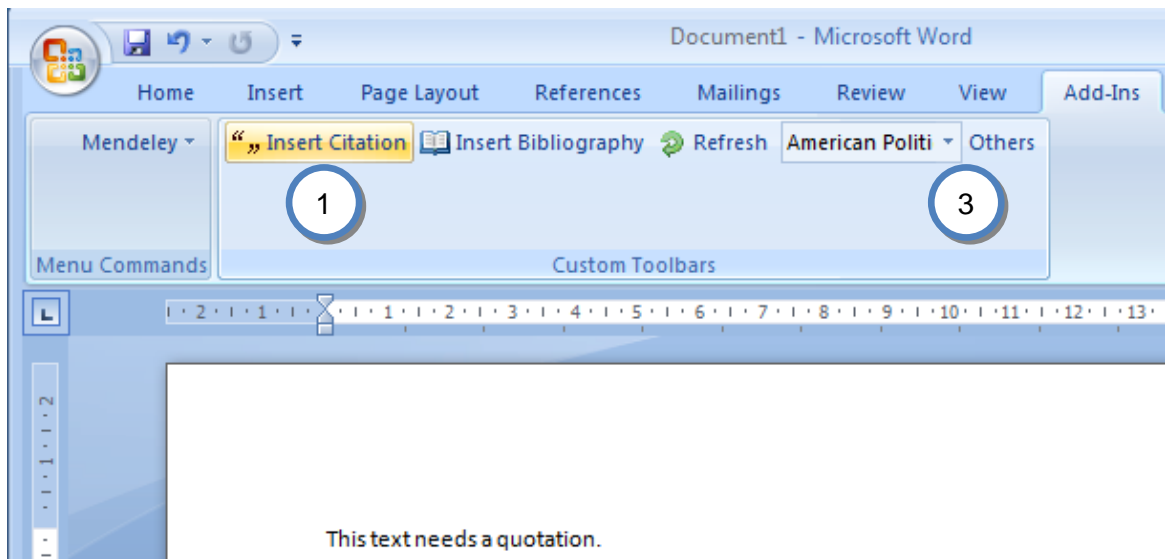 Document1 - Microsoft Word
Home Insert Page Layout References Mailings Review View Add-Ins
Mendeley “„ Insert Citation Insert Bibliography Refresh American Politi Others
1 3
Menu Commands Custom Toolbars
L 2 1 1 2 3 4 5 6 7 8 9 10 11 12 13
2
1
This text needs a quotation.